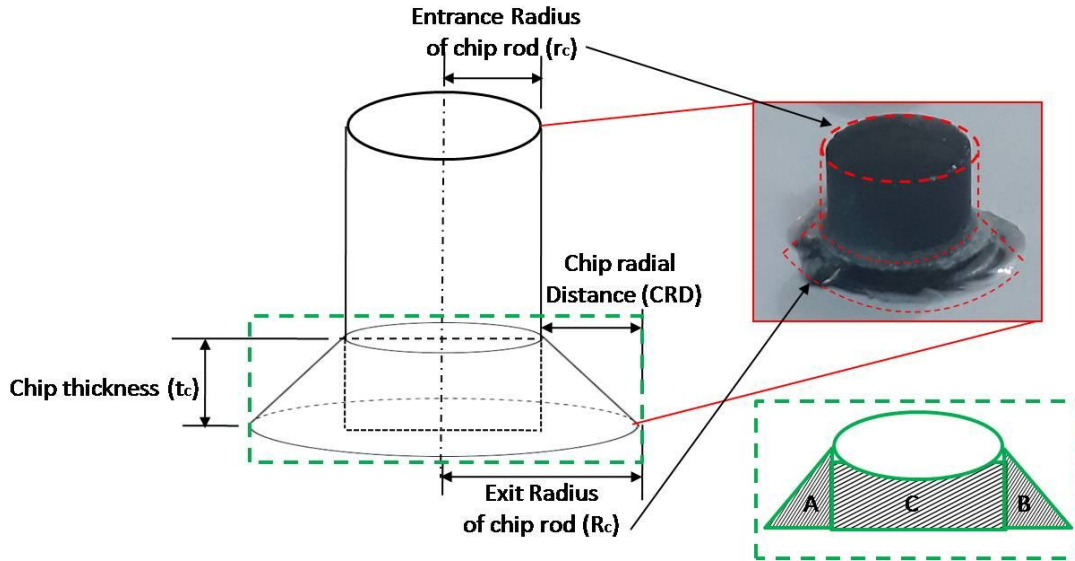 Entrance Radius
of chip rod (rc)
Chip radial
Distance (CRD)
Chip thickness (tc)
Exit Radius
of chip rod (Rc)
A
C
B